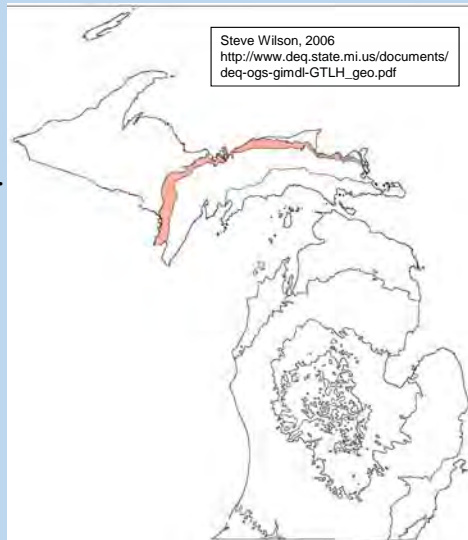 Steve Wilson, 2006
http://www.deq.state.mi.us/documents/
deq-ogs-gimdl-GTLH_geo.pdf